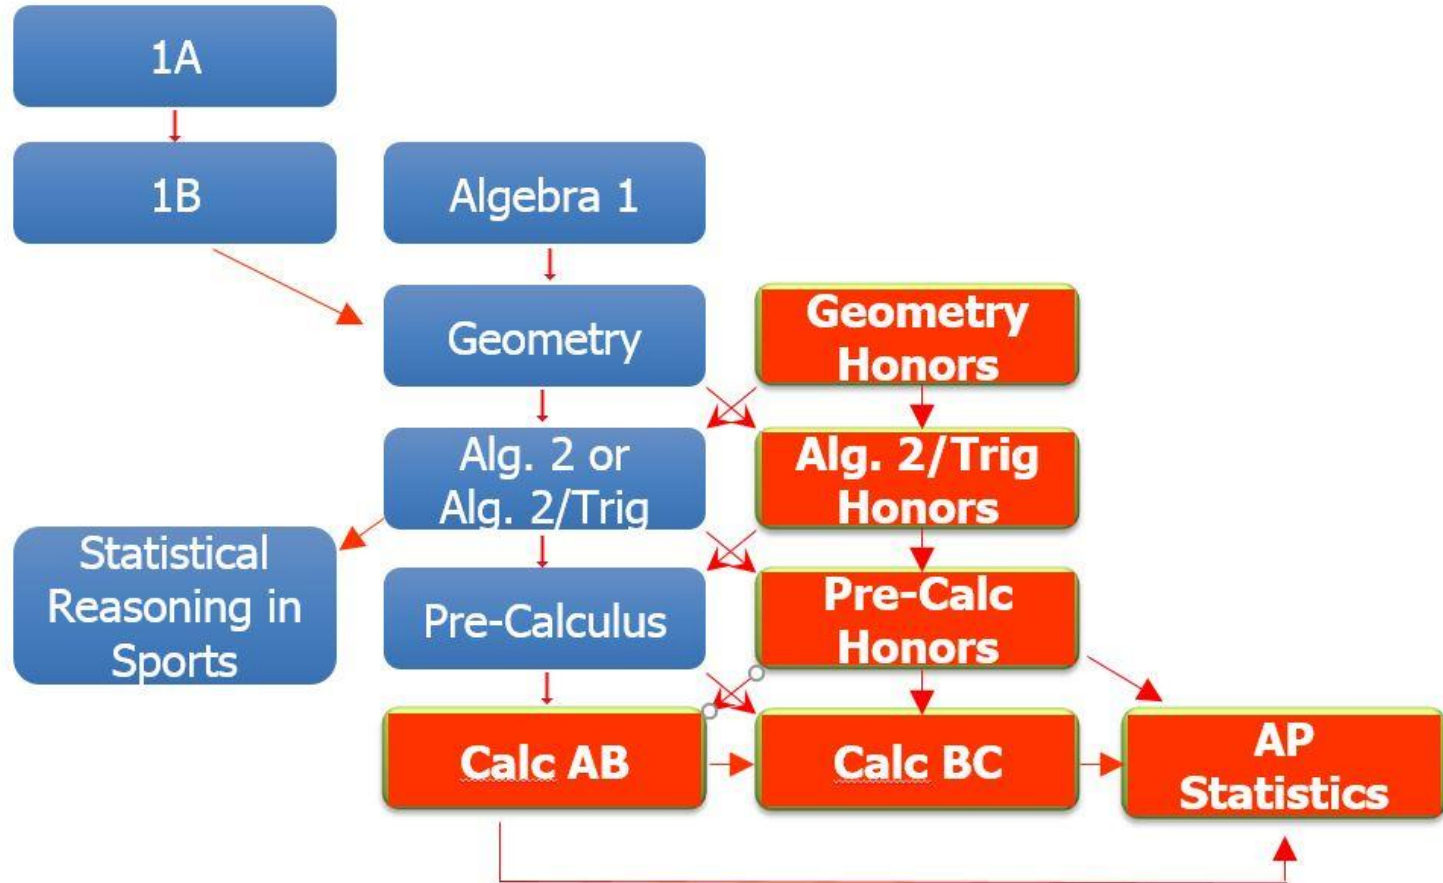 1A
1B
Algebra 1
Geometry
Geometry
Honors
Alg. 2 or
Alg. 2/Trig
Alg. 2/Trig
Honors
Statistical
Reasoning in
Sports
Pre-Calculus
Pre-Calc
Honors
Calc AB
Calc BC
AP
Statistics